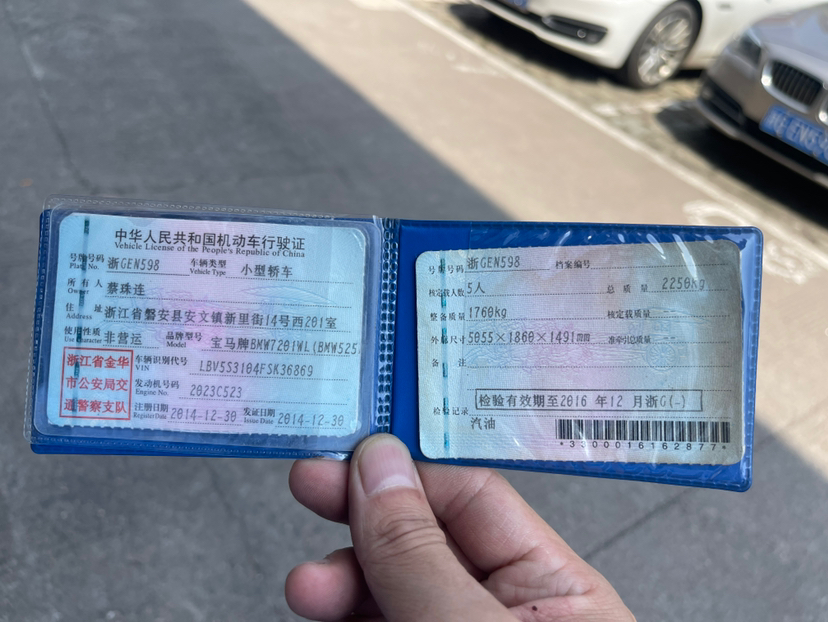 中华人民共和国机动车行驶证
Vehicle License of the People's Republic of China
号牌号码 浙GEN598 车辆类型 小型轿车
Plate No. Vehicle Type
所有人 蔡珠连
Owner
住址 浙江省磐安县安文镇新里街14号西201室
Address
使用性质 非营运 品牌型号 宝马牌BMW7201WL(BMW525
Use Character Model
浙江省金华
市公安局交
通警察支队
车辆识别代号 LBV5S3104FSK36869
VIN
发动机号码 2023C523
Engine No.
注册日期 2014-12-30 发证日期 2014-12-30
Register Date Issue Date
号牌号码 浙GEN598 档案编号
核定载人数 5人 总质量 2250kg
整备质量 1760kg 核定载质量 --
外廓尺寸 5055×1860×1491 准牵引总质量 --
备注
检验有效期至2016 年12 月浙G(-)
检验记录
汽油
*3300016162877*